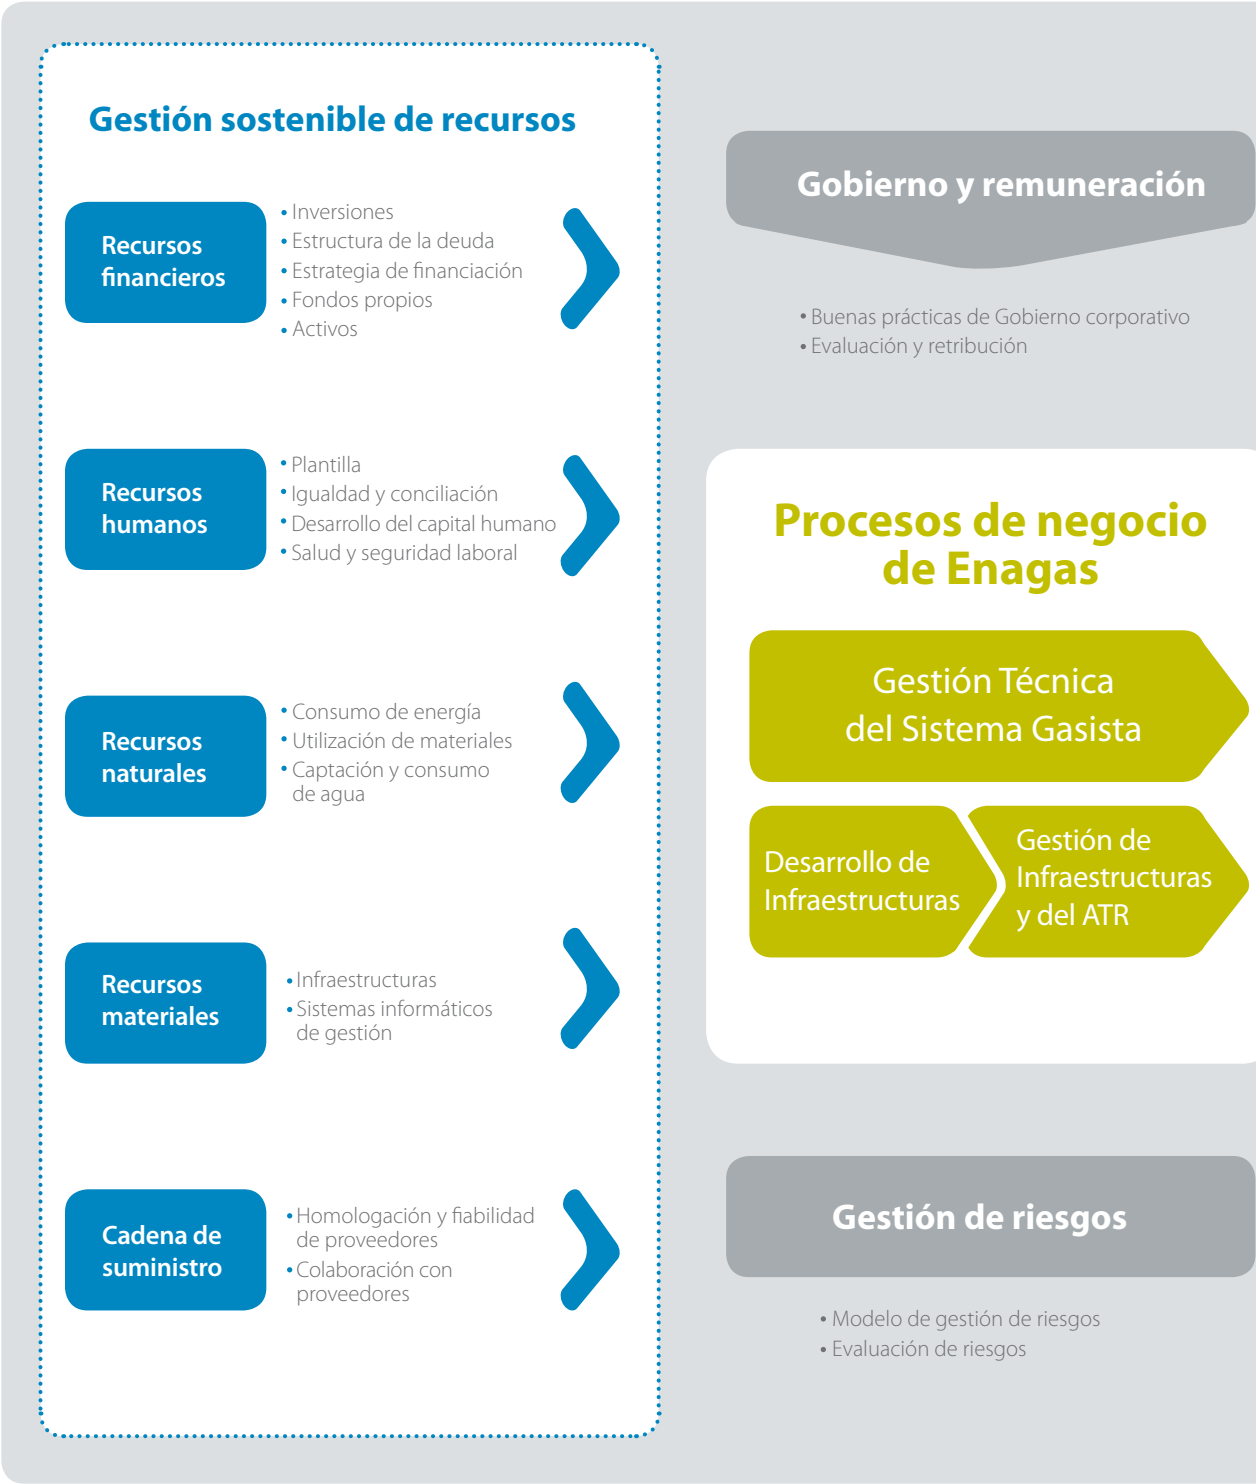 Gestión sostenible de recursos
Recursos
financieros
• Inversiones
• Estructura de la deuda
• Estrategia de financiación
• Fondos propios
• Activos
Recursos
humanos
• Plantilla
• Igualdad y conciliación
• Desarrollo del capital humano
• Salud y seguridad laboral
Recursos
naturales
• Consumo de energía
• Utilización de materiales
• Captación y consumo
de agua
Recursos
materiales
• Infraestructuras
• Sistemas informáticos
de gestión
Cadena de
suministro
• Homologación y fiabilidad
de proveedores
• Colaboración con
proveedores
Gobierno y remuneración
• Buenas prácticas de Gobierno corporativo
• Evaluación y retribución
Procesos de negocio
de Enagas
Gestión Técnica
del Sistema Gasista
Desarrollo de
Infraestructuras
Gestión de
Infraestructuras
y del ATR
Gestión de riesgos
• Modelo de gestión de riesgos
• Evaluación de riesgos